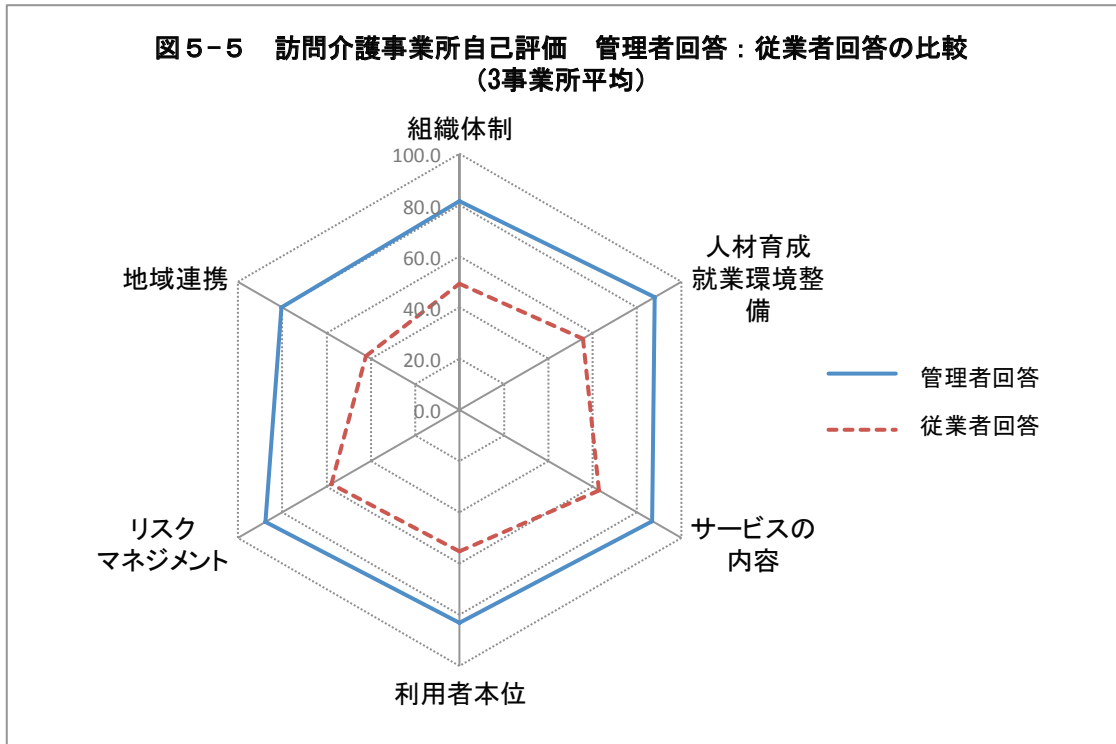 図５−５　訪問介護事業所自己評価　管理者回答：従業者回答の比較
（3事業所平均）
組織体制
100.0
80.0
60.0
40.0
20.0
0.0
人材育成
就業環境整
備
サービスの
内容
利用者本位
リスク
マネジメント
地域連携
管理者回答
従業者回答